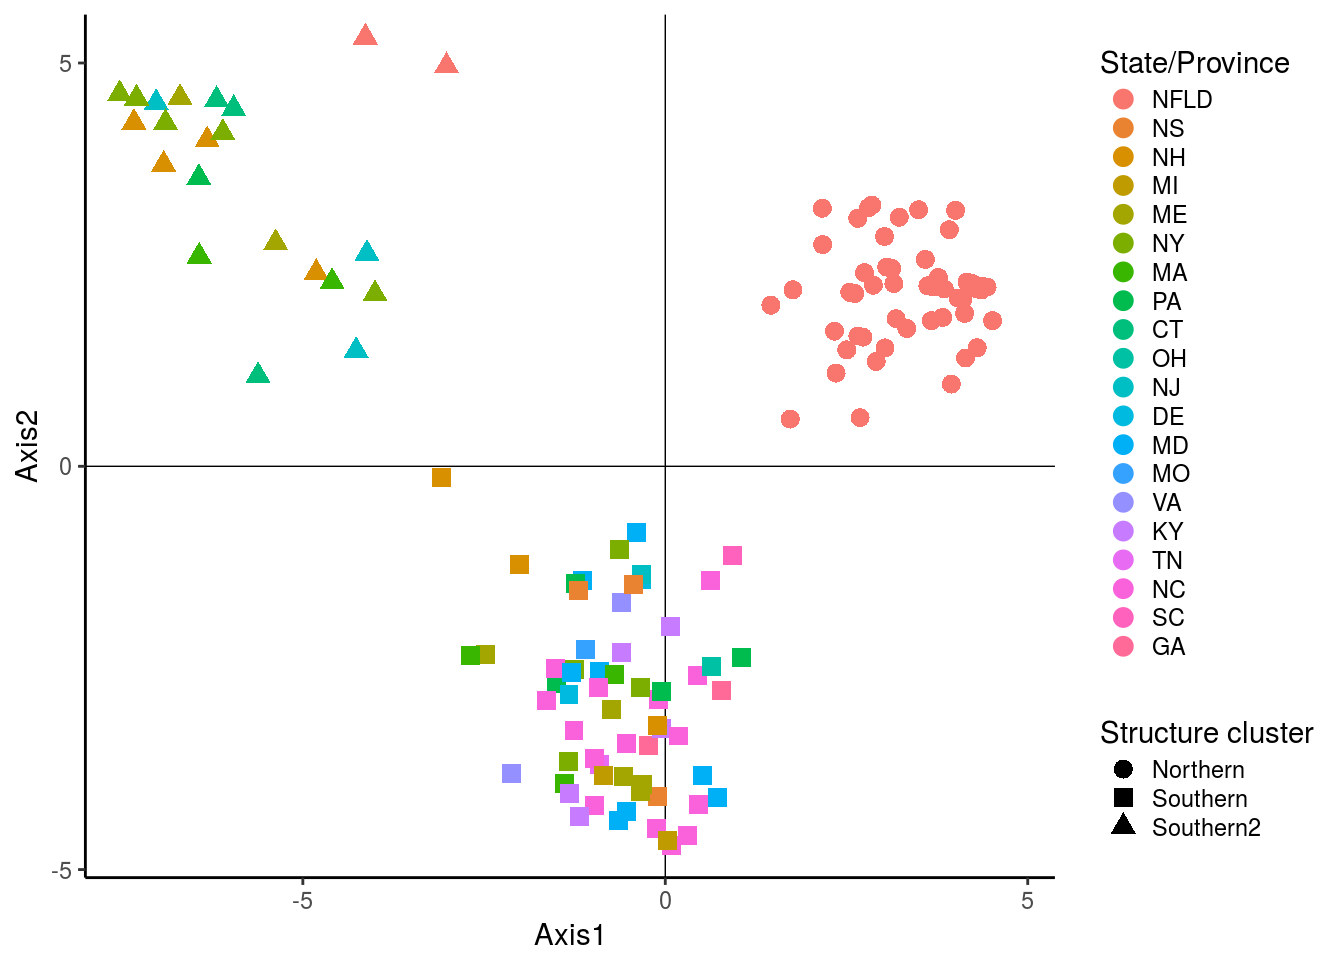 5
0
-5
-5
0
5
Axis1
Axis2
State/Province
NFLD
NS
NH
MI
ME
NY
MA
PA
CT
OH
NJ
DE
MD
MO
VA
KY
TN
NC
SC
GA
Structure cluster
Northern
Southern
Southern2